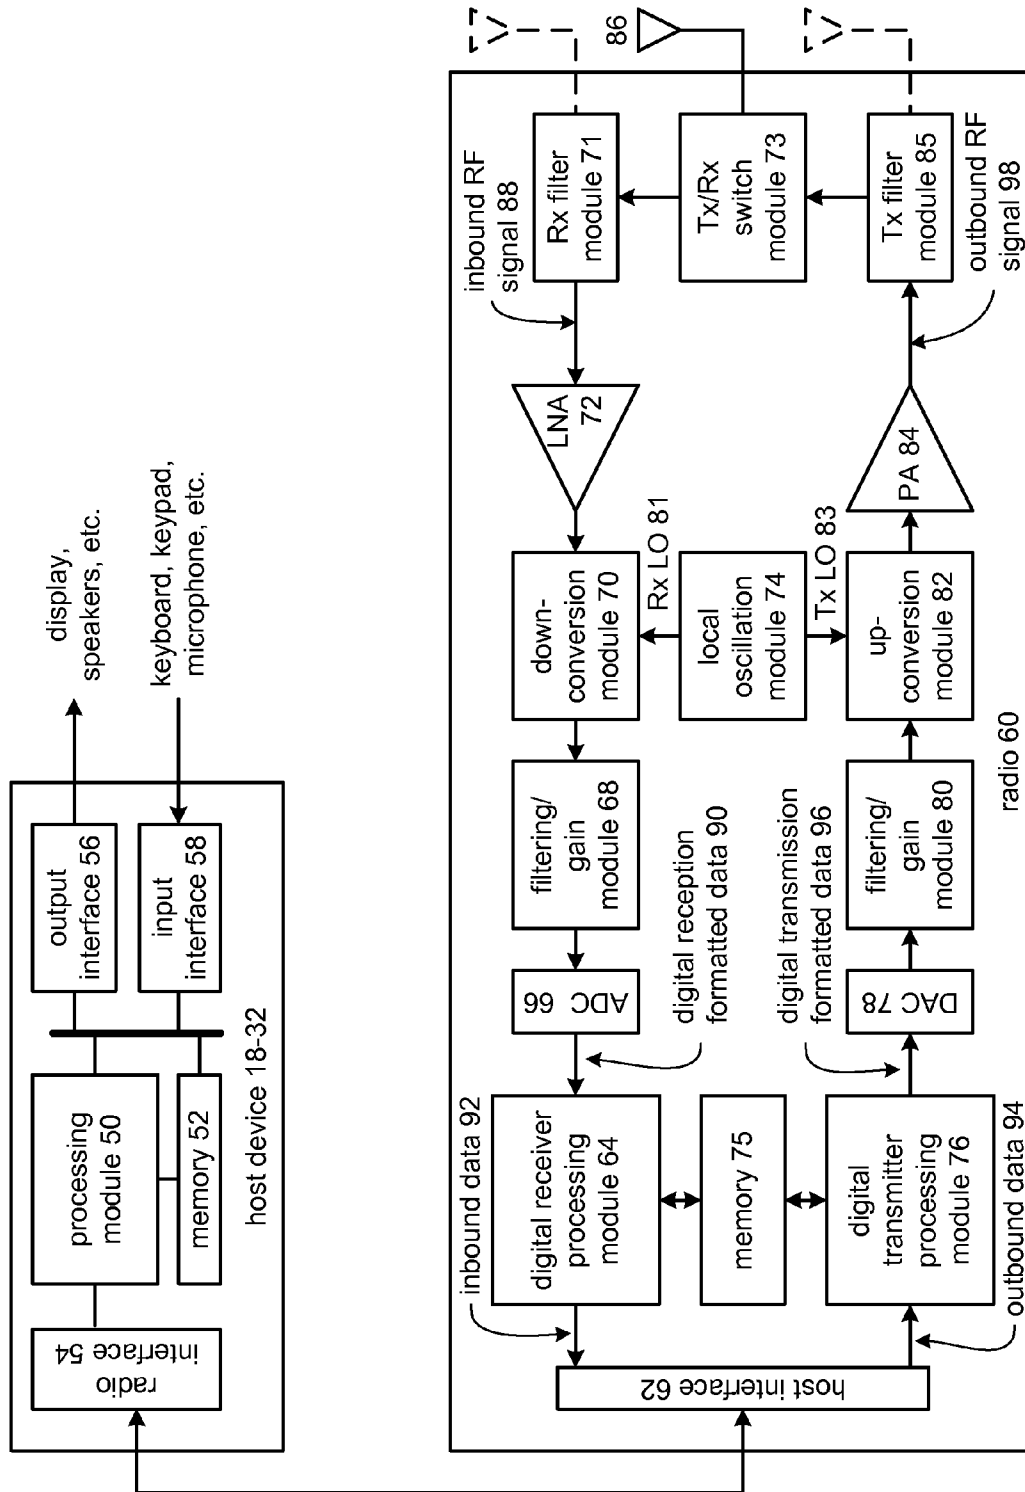 display,
speakers, etc.
keyboard, keypad,
microphone, etc.
output
interface 56
input
interface 58
processing
module 50
memory 52
radio
interface 54
host device 18-32
86
inbound RF
signal 88
Rx filter
module 71
Tx/Rx
switch
module 73
Tx filter
module 85
outbound RF
signal 98
LNA
72
PA 84
down-
conversion
module 70
Rx LO 81
local
oscillation
module 74
Tx LO 83
up-
conversion
module 82
filtering/
gain
module 68
filtering/
gain
module 80
radio 60
ADC 66
digital reception
formatted data 90
digital transmission
formatted data 96
DAC 78
inbound data 92
digital receiver
processing
module 64
memory 75
digital
transmitter
processing
module 76
outbound data 94
host interface 62